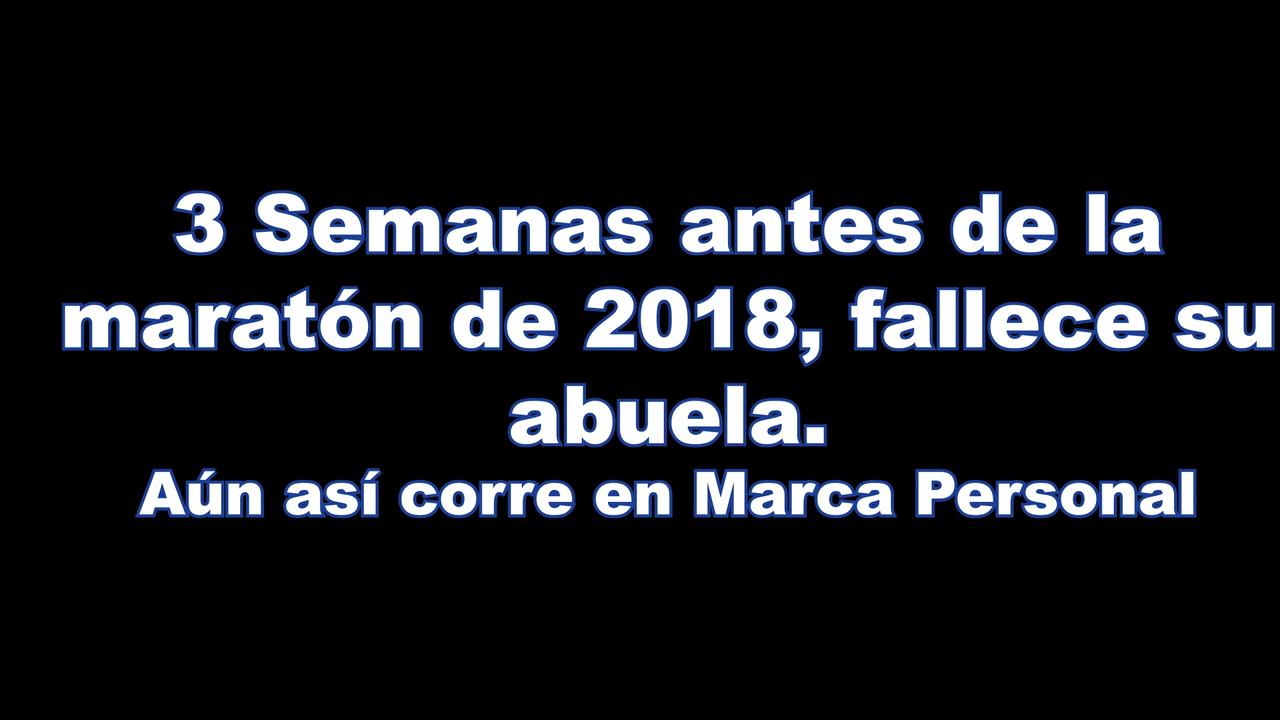 3 Semanas antes de la
maratón de 2018, fallece su
abuela.
Aún así corre en Marca Personal